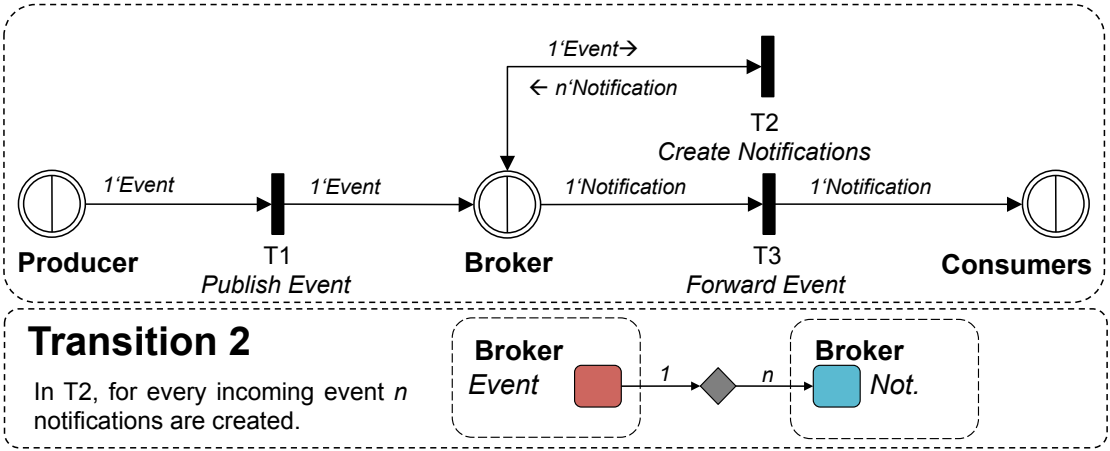 1‘Event→
← n‘Notification
T2
Create Notifications
1‘Event
1‘Event
1‘Notification
1‘Notification
Producer
T1
Publish Event
Broker
T3
Forward Event
Consumers
Transition 2
In T2, for every incoming event n
notifications are created.
Broker
Event
1
n
Broker
Not.